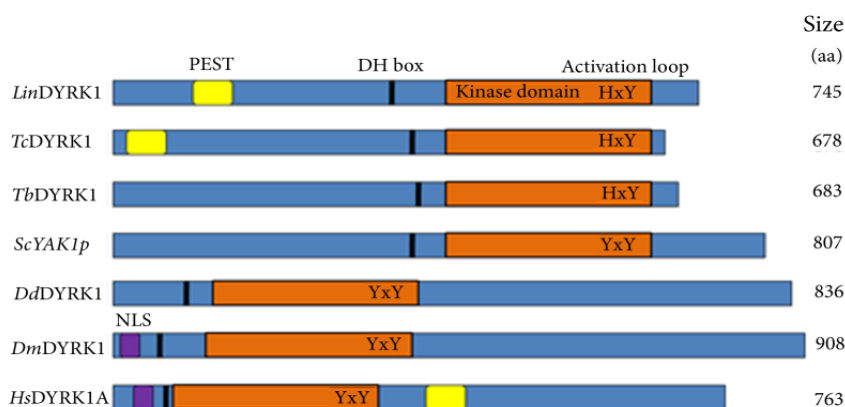 Size
(aa)
PEST DH box Activation loop
LinDYRK1 Kinase domain HxY 745
TcDYRK1 HxY 678
TbDYRK1 HxY 683
ScYAK1p YxY 807
DdDYRK1 YxY 836
NLS
DmDYRK1 YxY 908
HsDYRK1A YxY 763